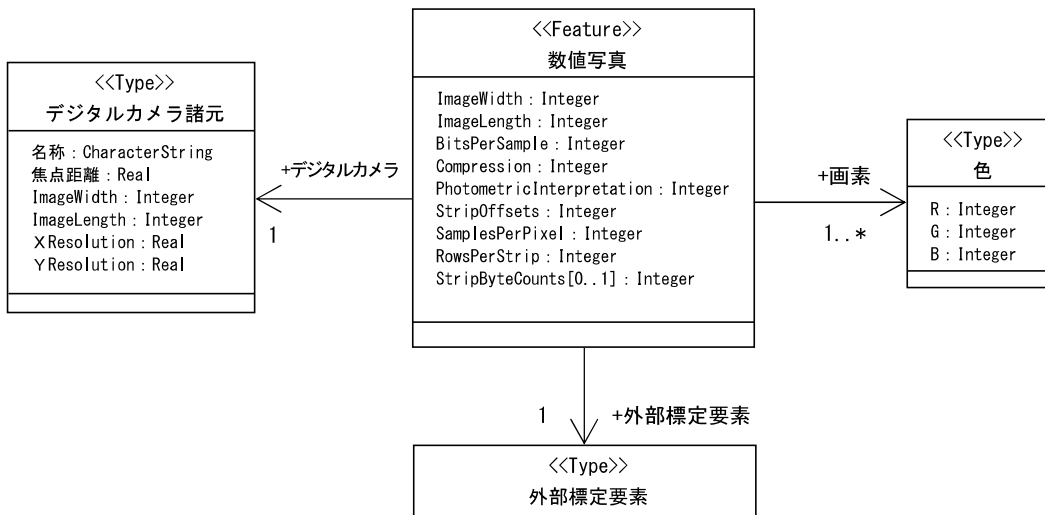 <<Type>>
デジタルカメラ諸元
名称:CharacterString
焦点距離:Real
ImageWidth:Integer
ImageLength:Integer
XResolution:Real
YResolution:Real
+デジタルカメラ
1
<<Feature>>
数値写真
ImageWidth:Integer
ImageLength:Integer
BitsPerSample:Integer
Compression:Integer
PhotometricInterpretation:Integer
StripOffsets:Integer
SamplesPerPixel:Integer
RowsPerStrip:Integer
StripByteCounts[0..1]:Integer
+画素
1..*
<<Type>>
色
R:Integer
G:Integer
B:Integer
1 +外部標定要素
<<Type>>
外部標定要素